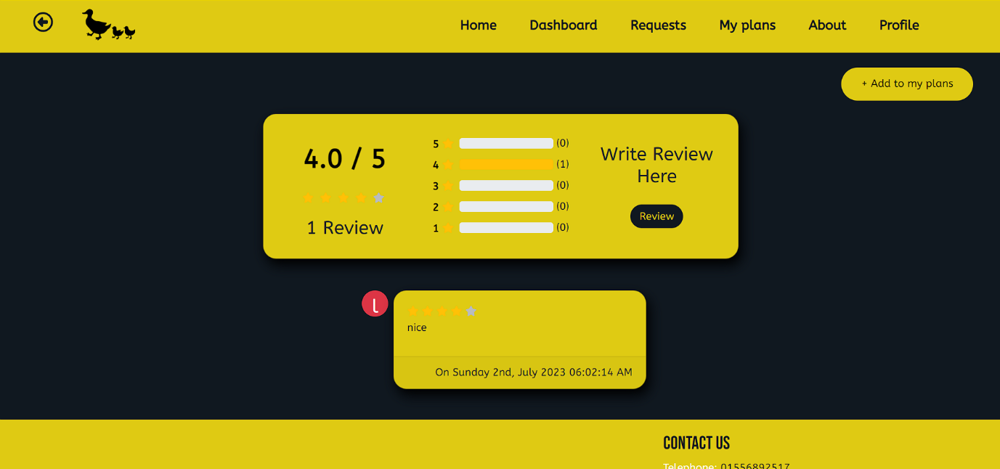 Home Dashboard Requests My plans About Profile
+ Add to my plans
4.0 / 5
1 Review
5 (0)
4 (1)
3 (0)
2 (0)
1 (0)
Write Review
Here
Review
l
nice
On Sunday 2nd, July 2023 06:02:14 AM
CONTACT US
Telephone: 01556892517